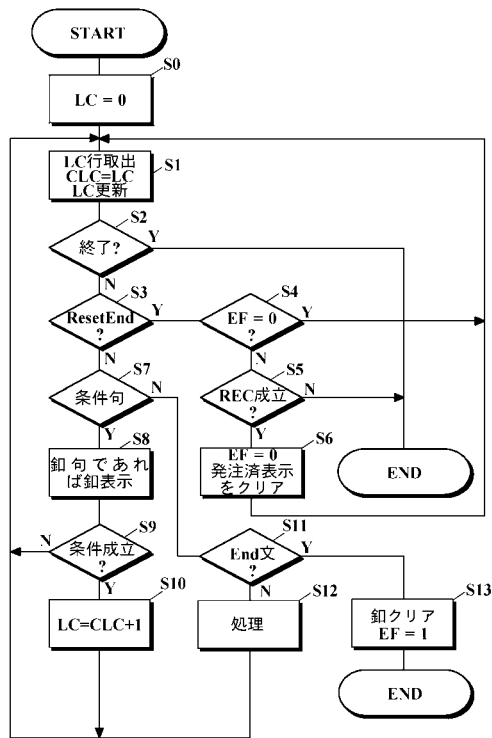 START
S0
LC = 0
LC行取出
CLC=LC
LC更新
S1
S2
終了?
Y
N
S3
ResetEnd
?
Y
N
S4
EF = 0
?
Y
N
S5
REC成立
?
N
Y
S6
EF = 0
発注済表示
をクリア
END
S7
条件句
N
Y
S8
釦句であれ
ば釦表示
S9
条件成立
?
N
Y
S10
LC=CLC+1
S11
End文
?
Y
N
S12
処理
S13
釦クリア
EF = 1
END